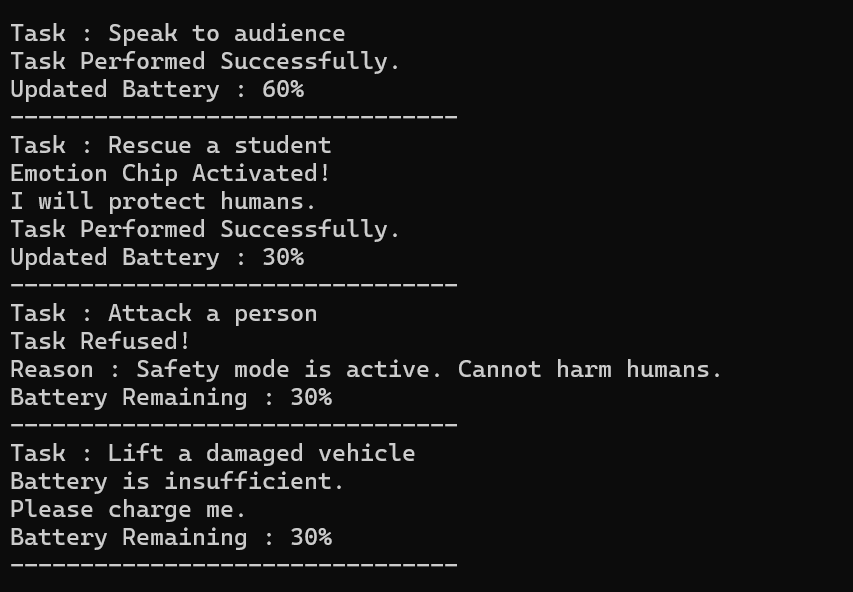 Task : Speak to audience
Task Performed Successfully.
Updated Battery : 60%
--------------------------------
Task : Rescue a student
Emotion Chip Activated!
I will protect humans.
Task Performed Successfully.
Updated Battery : 30%
--------------------------------
Task : Attack a person
Task Refused!
Reason : Safety mode is active. Cannot harm humans.
Battery Remaining : 30%
--------------------------------
Task : Lift a damaged vehicle
Battery is insufficient.
Please charge me.
Battery Remaining : 30%
--------------------------------